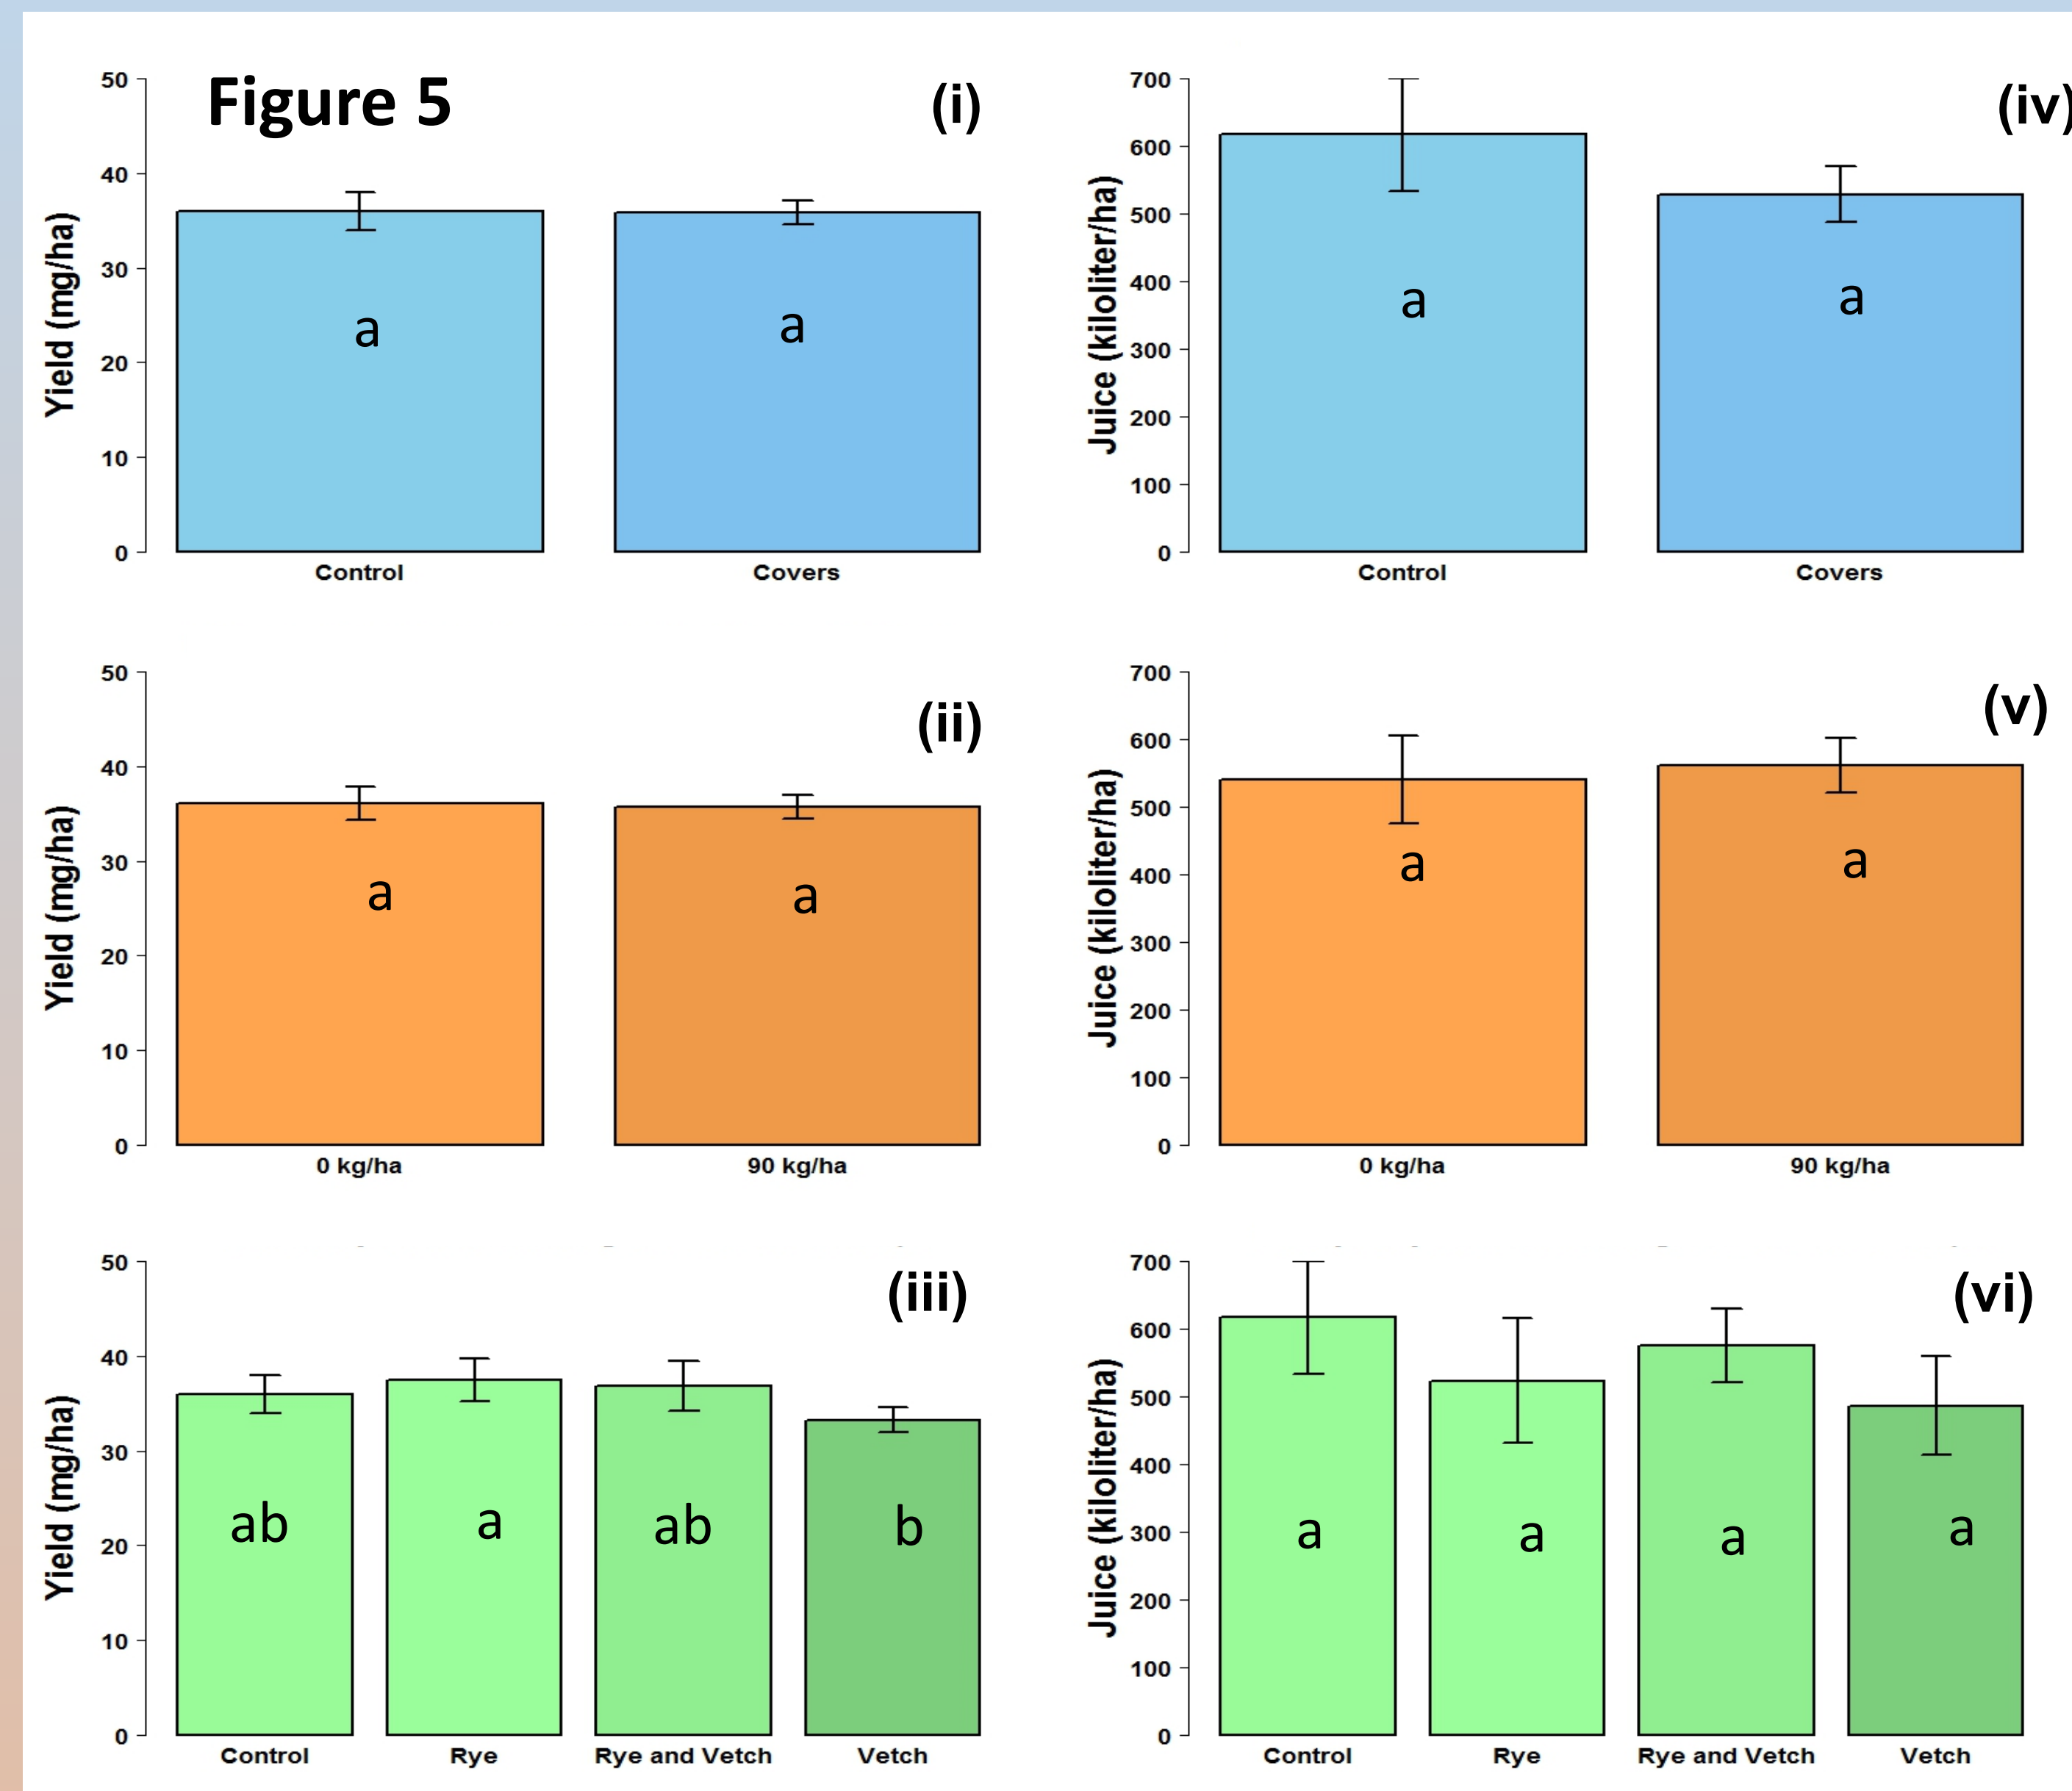 Figure 5
(i)
Yield (mg/ha)
50
40
30
20
10
0
a
a
Control
Covers
(iv)
Juice (kiloliter/ha)
700
600
500
400
300
200
100
0
a
a
Control
Covers
(ii)
Yield (mg/ha)
50
40
30
20
10
0
a
a
0 kg/ha
90 kg/ha
(v)
Juice (kiloliter/ha)
700
600
500
400
300
200
100
0
a
a
0 kg/ha
90 kg/ha
(iii)
Yield (mg/ha)
50
40
30
20
10
0
ab
a
ab
b
Control
Rye
Rye and Vetch
Vetch
(vi)
Juice (kiloliter/ha)
700
600
500
400
300
200
100
0
a
a
a
a
Control
Rye
Rye and Vetch
Vetch